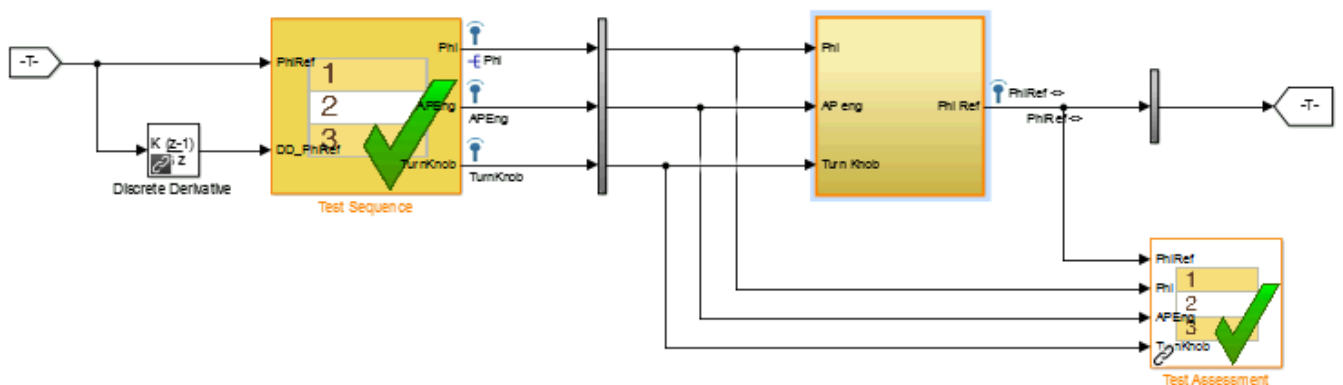 -T-
K (z-1)
s z
Discrete Derivative
PhiRef
DD_PhiRef
1
2
3
Phi
APEng
TurnKnob
Test Sequence
Phi
APEng
TurnKnob
Phi
AP eng
Turn Knob
Phi Ref
PhiRef <>
PhiRef <>
-T-
PhiRef
Phi
APEng
TurnKnob
1
2
3
Test Assessment